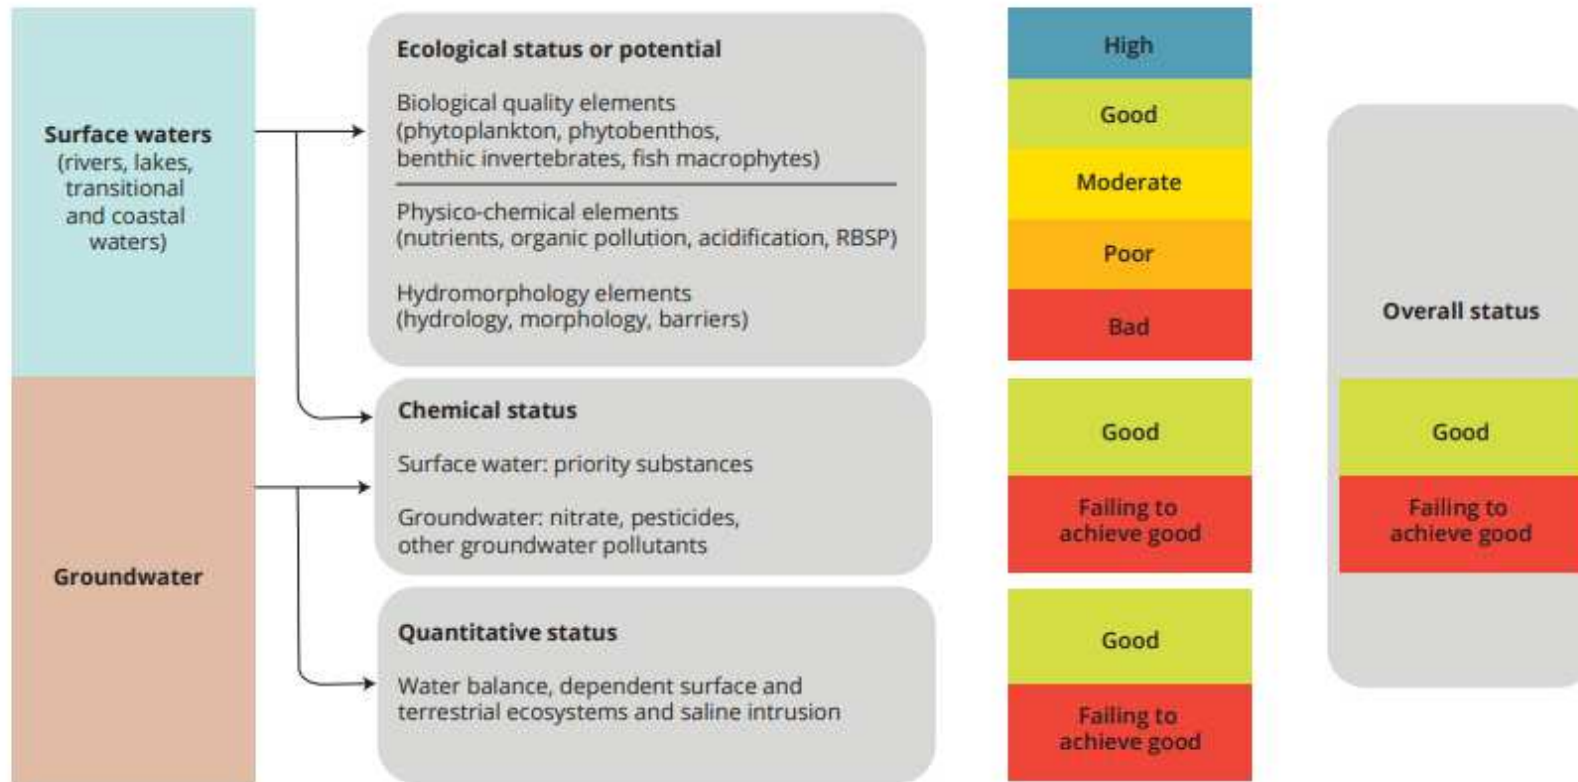 Surface waters
(rivers, lakes,
transitional
and coastal
waters)
Groundwater
Ecological status or potential
Biological quality elements
(phytoplankton, phytobenthos,
benthic invertebrates, fish macrophytes)
Physico-chemical elements
(nutrients, organic pollution, acidification, RBSP)
Hydromorphology elements
(hydrology, morphology, barriers)
Chemical status
Surface water: priority substances
Groundwater: nitrate, pesticides,
other groundwater pollutants
Quantitative status
Water balance, dependent surface and
terrestrial ecosystems and saline intrusion
High
Good
Moderate
Poor
Bad
Good
Failing to
achieve good
Good
Failing to
achieve good
Overall status
Good
Failing to
achieve good